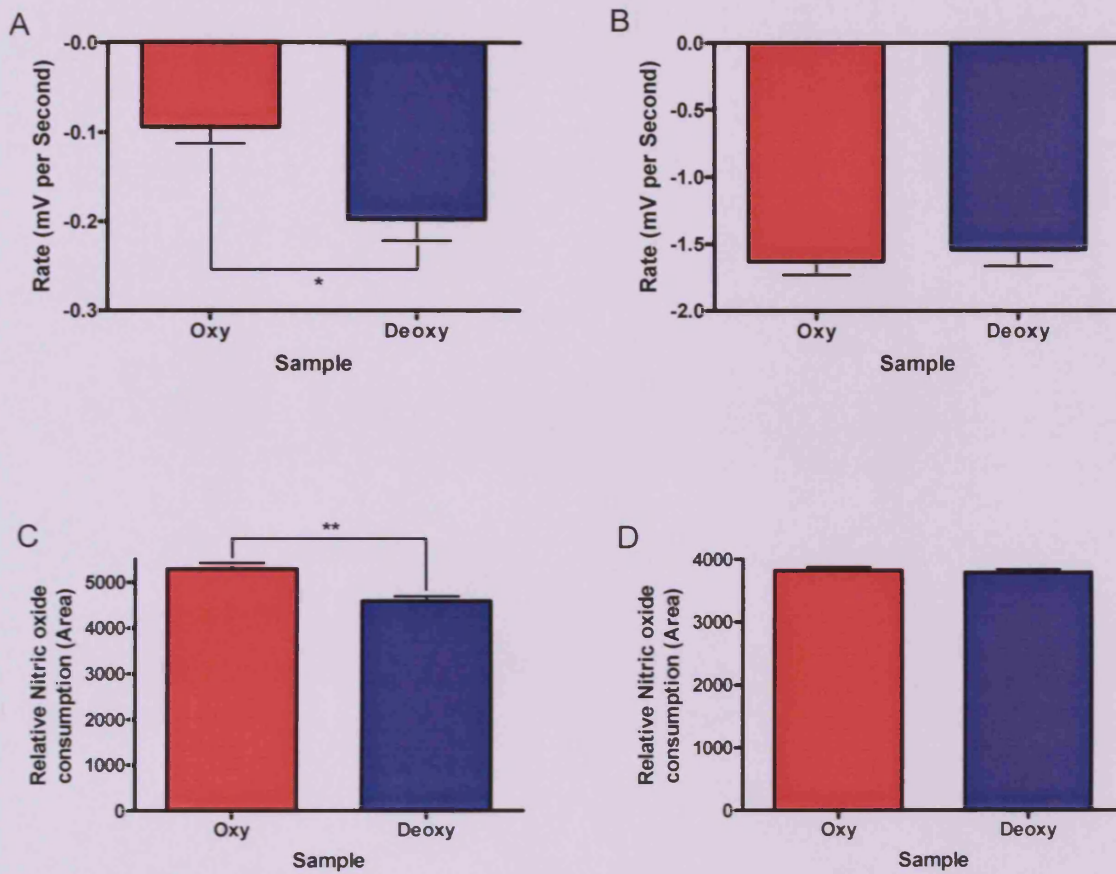 A
-0.0
-0.1
-0.2
-0.3
Rate (mV per Second)
*
Oxy
Deoxy
Sample
B
0.0
-0.5
-1.0
-1.5
-2.0
Rate (mV per Second)
Oxy
Deoxy
Sample
C
**
5000
4000
3000
2000
1000
0
Relative Nitric oxide
consumption (Area)
Oxy
Deoxy
Sample
D
4000
3000
2000
1000
0
Relative Nitric oxide
consumption (Area)
Oxy
Deoxy
Sample